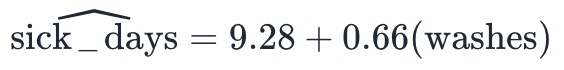 sick_days^ = 9.28 + 0.66(washes)